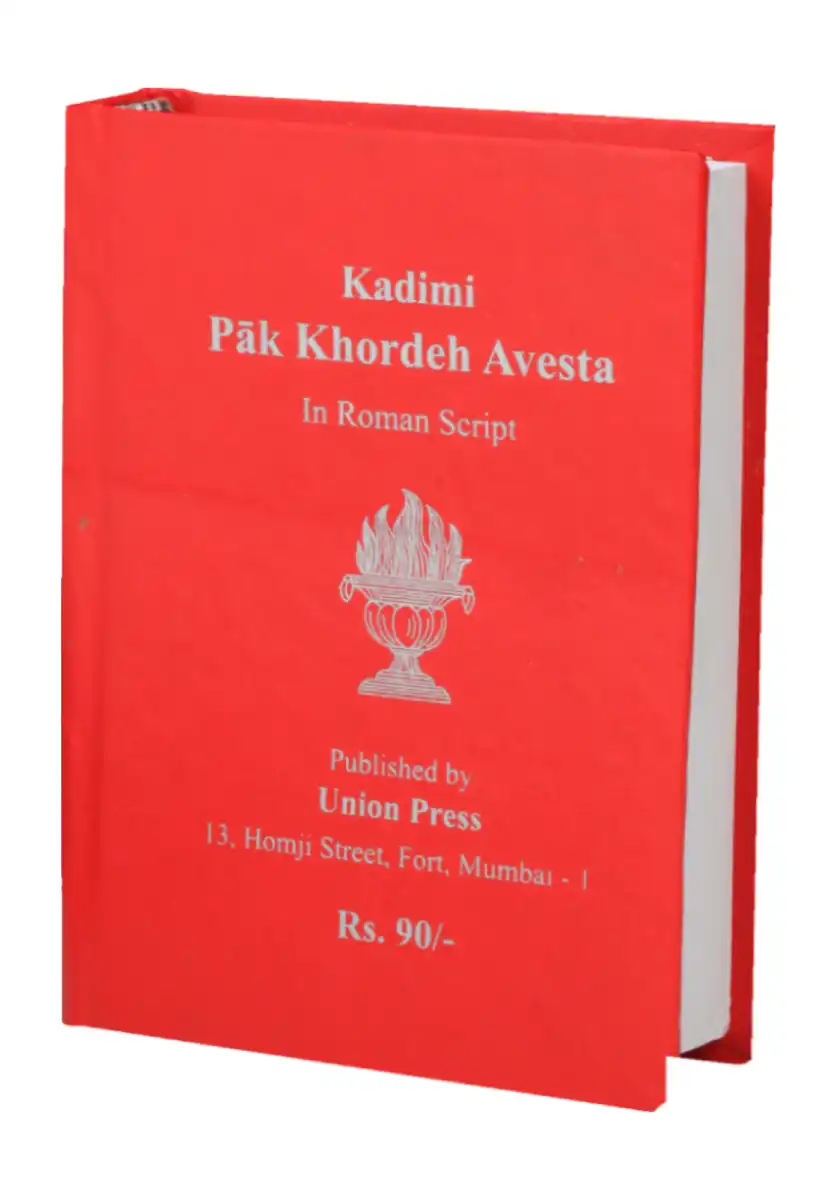 Kadimi
Pāk Khordeh Avesta
In Roman Script
Published by
Union Press
13, Homji Street, Fort, Mumbai - 1
Rs. 90/-